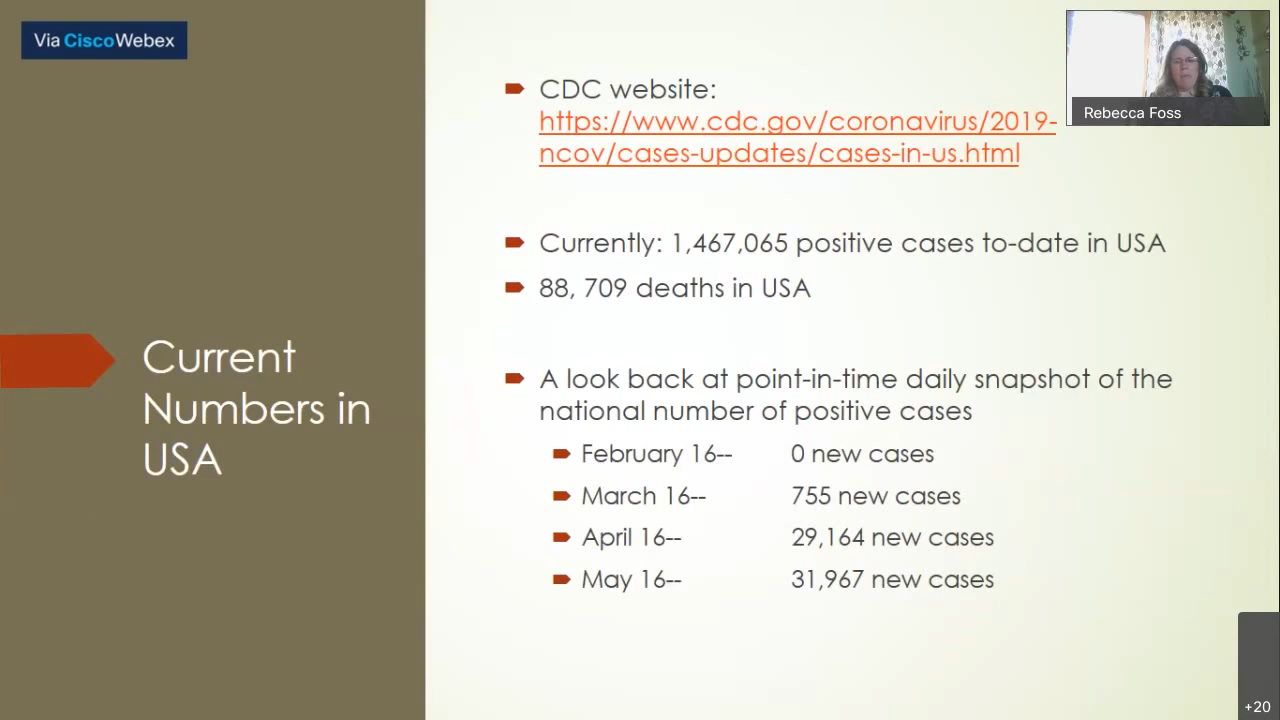 Via Cisco Webex
CDC website:
https://www.cdc.gov/coronavirus/2019-
ncov/cases-updates/cases-in-us.html
Rebecca Foss
Currently: 1,467,065 positive cases to-date in USA
88, 709 deaths in USA
Current
Numbers in
USA
A look back at point-in-time daily snapshot of the
national number of positive cases
February 16-- 0 new cases
March 16-- 755 new cases
April 16-- 29,164 new cases
May 16-- 31,967 new cases
+20